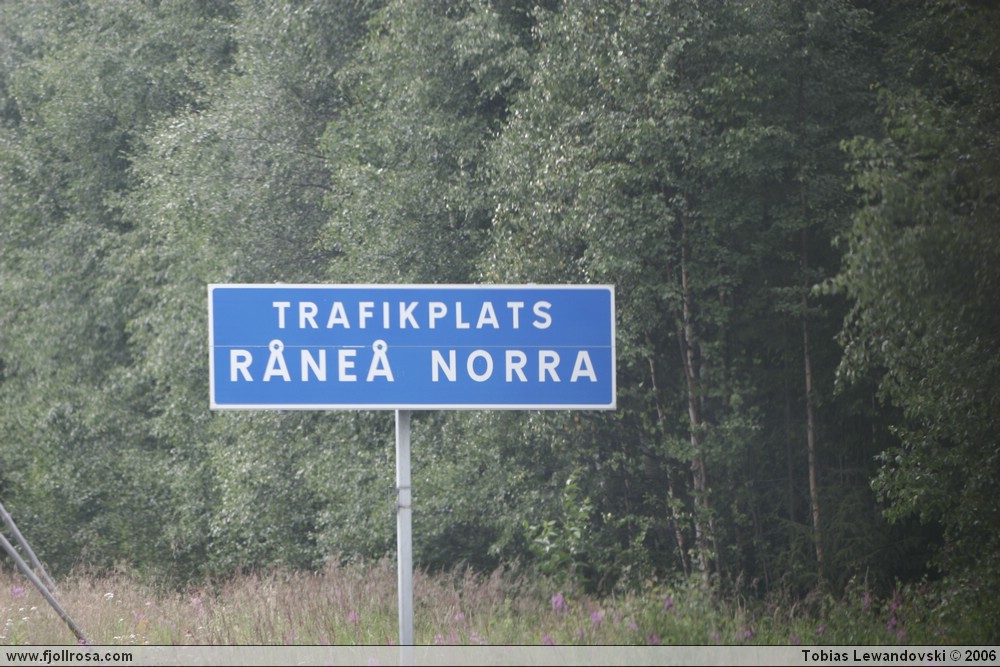 TRAFIKPLATS
RÅNEÅ NORRA
www.fjollrosa.com
Tobias Lewandovski © 2006